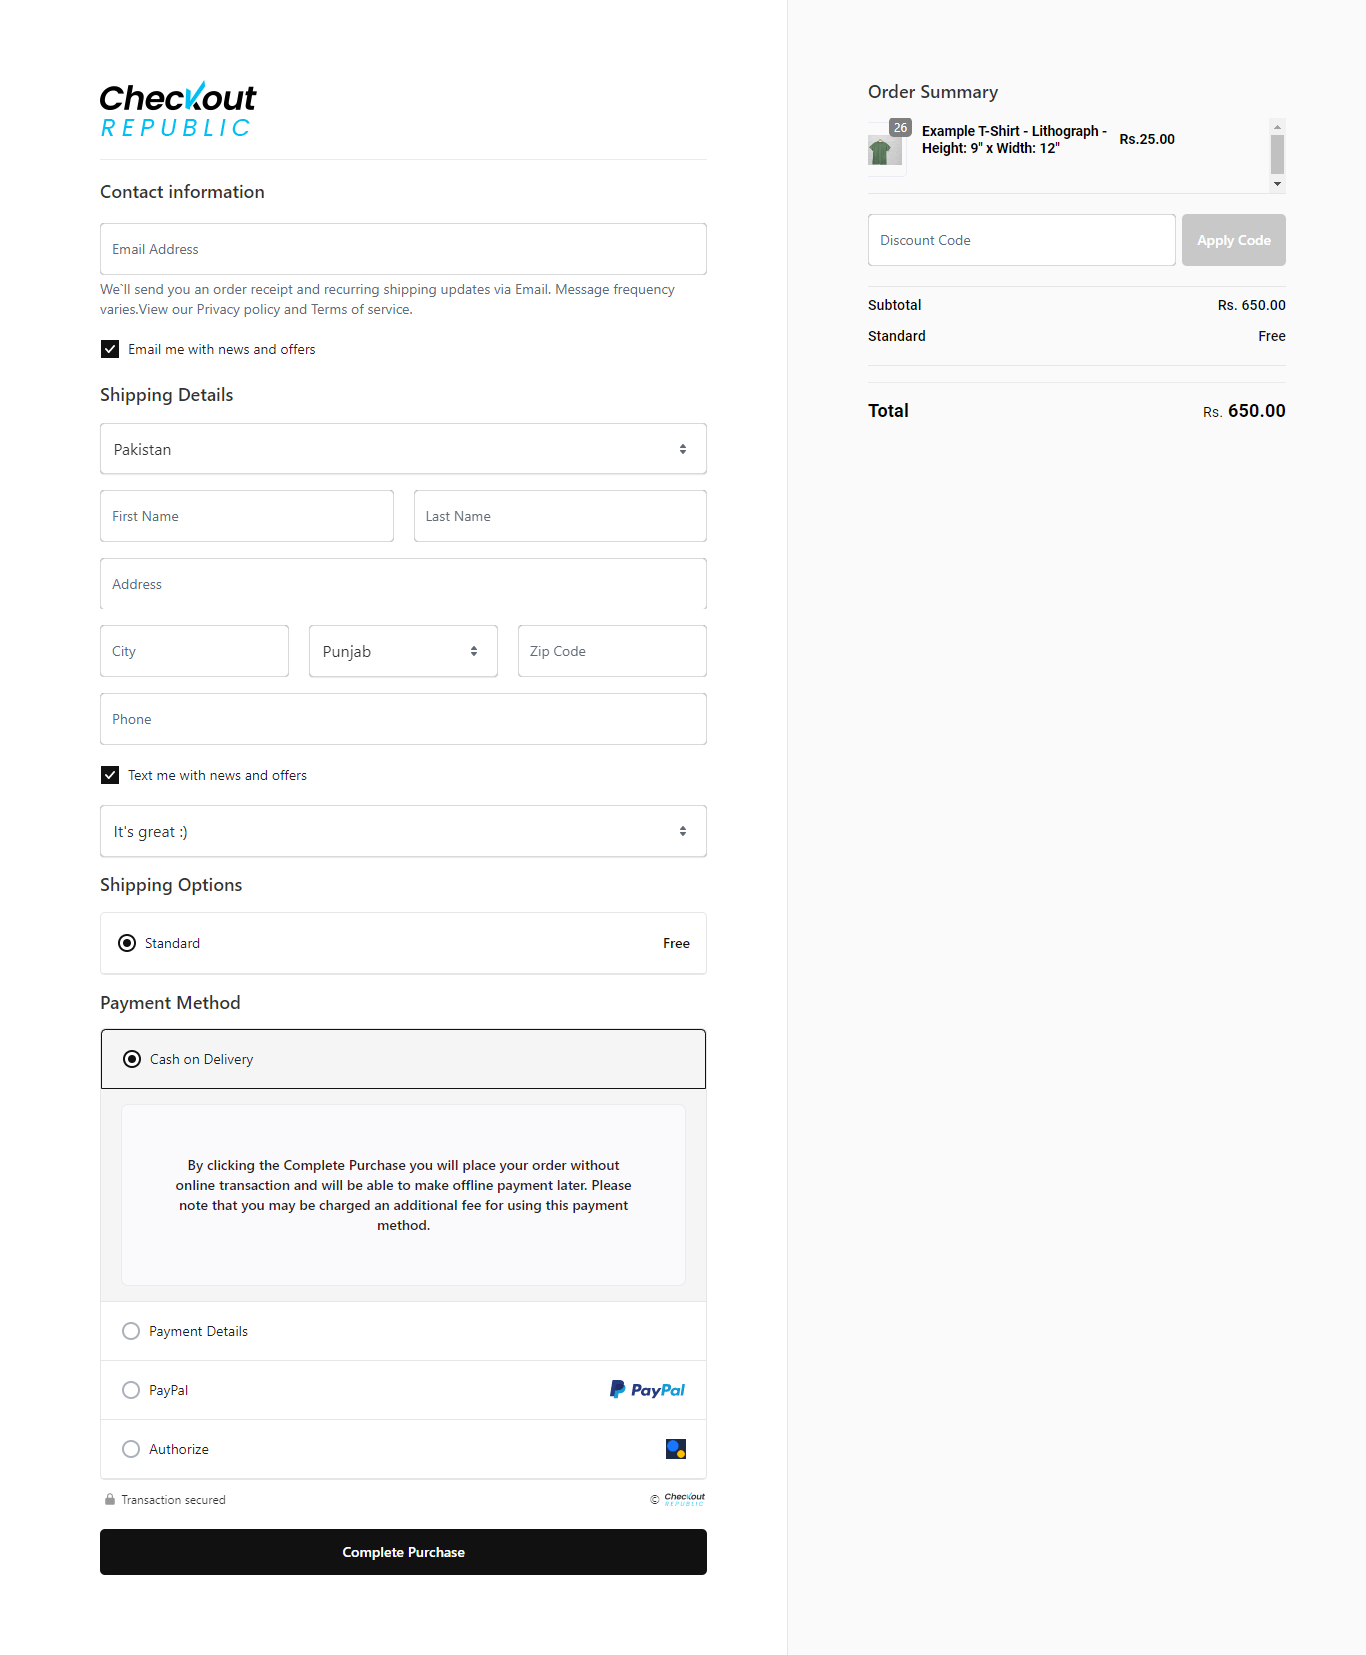 Checkout
REPUBLIC
Contact information
Email Address
We`ll send you an order receipt and recurring shipping updates via Email. Message frequency
varies.View our Privacy policy and Terms of service.
Email me with news and offers
Shipping Details
Pakistan
First Name
Last Name
Address
City
Punjab
Zip Code
Phone
Text me with news and offers
It's great :)
Shipping Options
Standard
Free
Payment Method
Cash on Delivery
By clicking the Complete Purchase you will place your order without
online transaction and will be able to make offline payment later. Please
note that you may be charged an additional fee for using this payment
method.
Payment Details
PayPal
PayPal
Authorize
Transaction secured
© Checkout
REPUBLIC
Complete Purchase
Order Summary
26
Example T-Shirt - Lithograph -
Height: 9" x Width: 12"
Rs.25.00
Discount Code
Apply Code
Subtotal
Rs. 650.00
Standard
Free
Total
Rs. 650.00